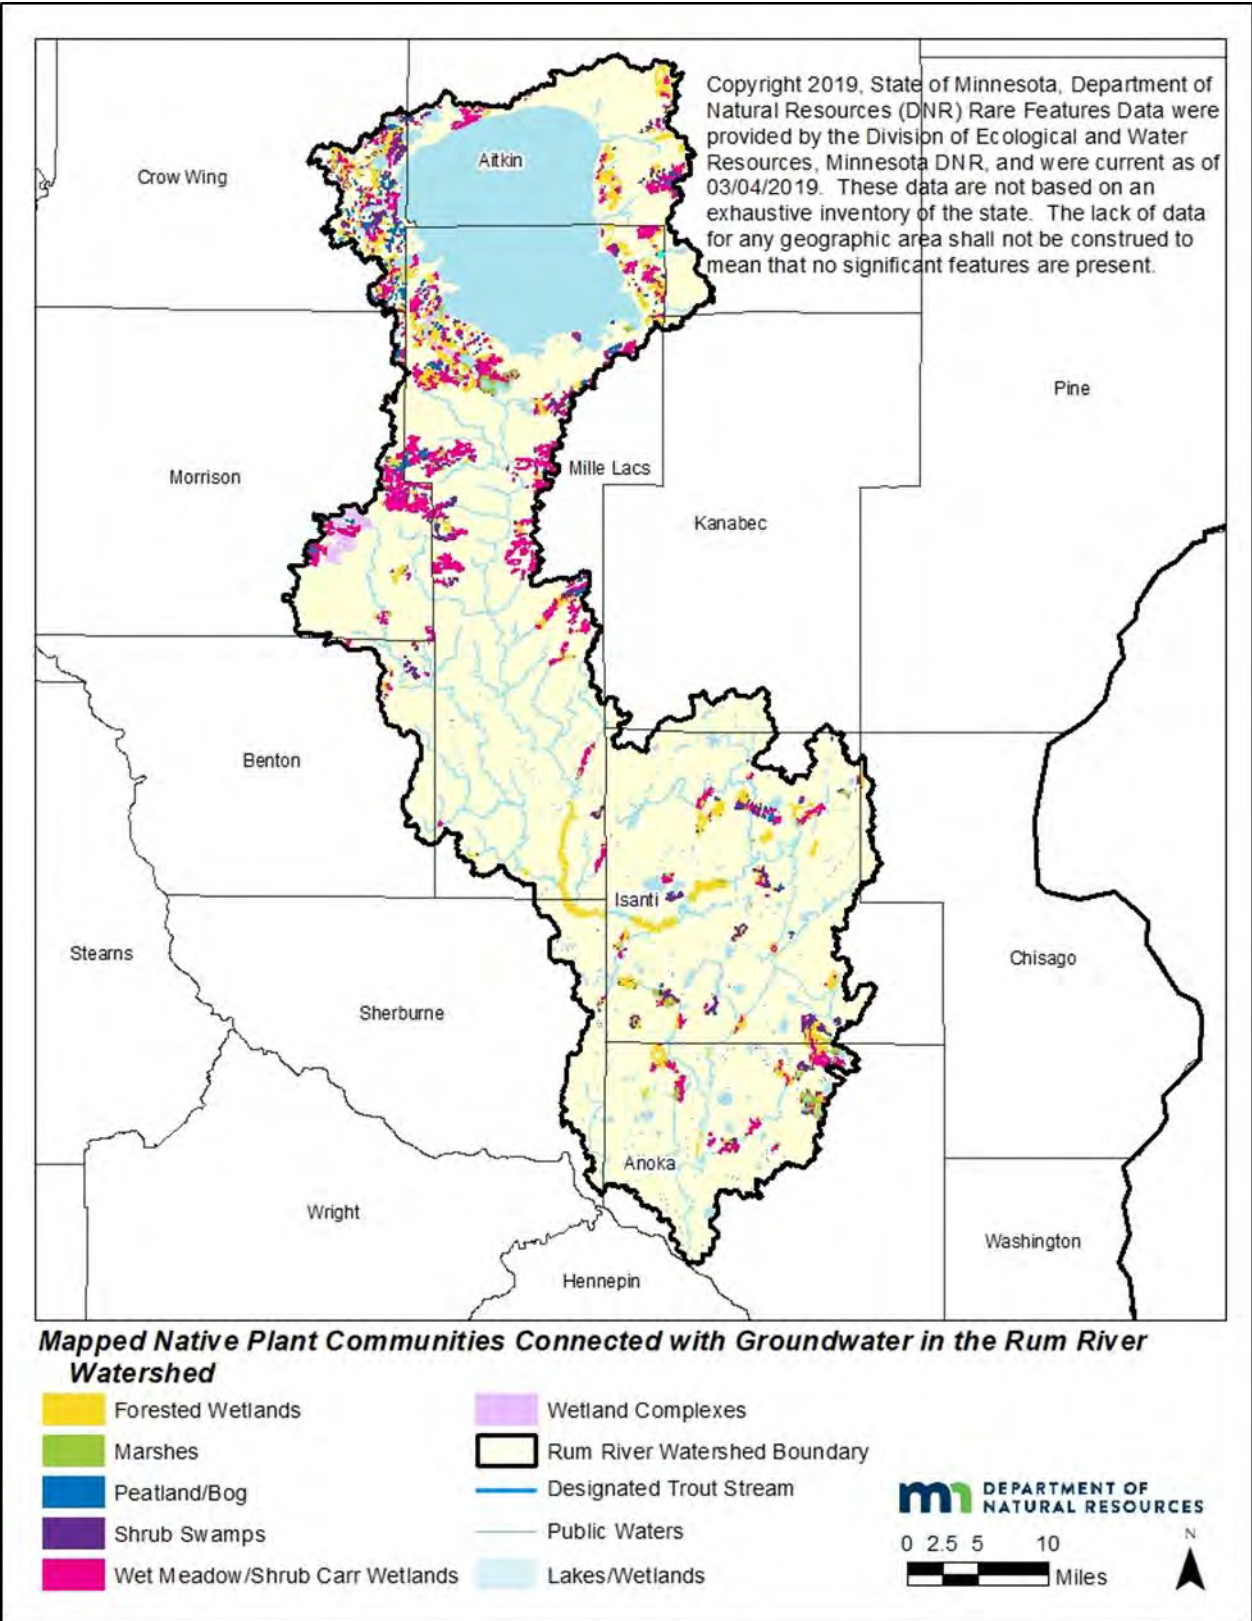 Copyright 2019, State of Minnesota, Department of
Natural Resources (DNR) Rare Features Data were
provided by the Division of Ecological and Water
Resources, Minnesota DNR, and were current as of
03/04/2019. These data are not based on an
exhaustive inventory of the state. The lack of data
for any geographic area shall not be construed to
mean that no significant features are present.
Aitkin
Crow Wing
Pine
Mille Lacs
Morrison
Kanabec
Benton
Isanti
Stearns
Chisago
Sherburne
Anoka
Wright
Washington
Hennepin
Mapped Native Plant Communities Connected with Groundwater in the Rum River
Watershed
Forested Wetlands
Marshes
Peatland/Bog
Shrub Swamps
Wet Meadow/Shrub Carr Wetlands
Wetland Complexes
Rum River Watershed Boundary
Designated Trout Stream
Public Waters
Lakes/Wetlands
mn DEPARTMENT OF
NATURAL RESOURCES
N
0 2.5 5 10
Miles